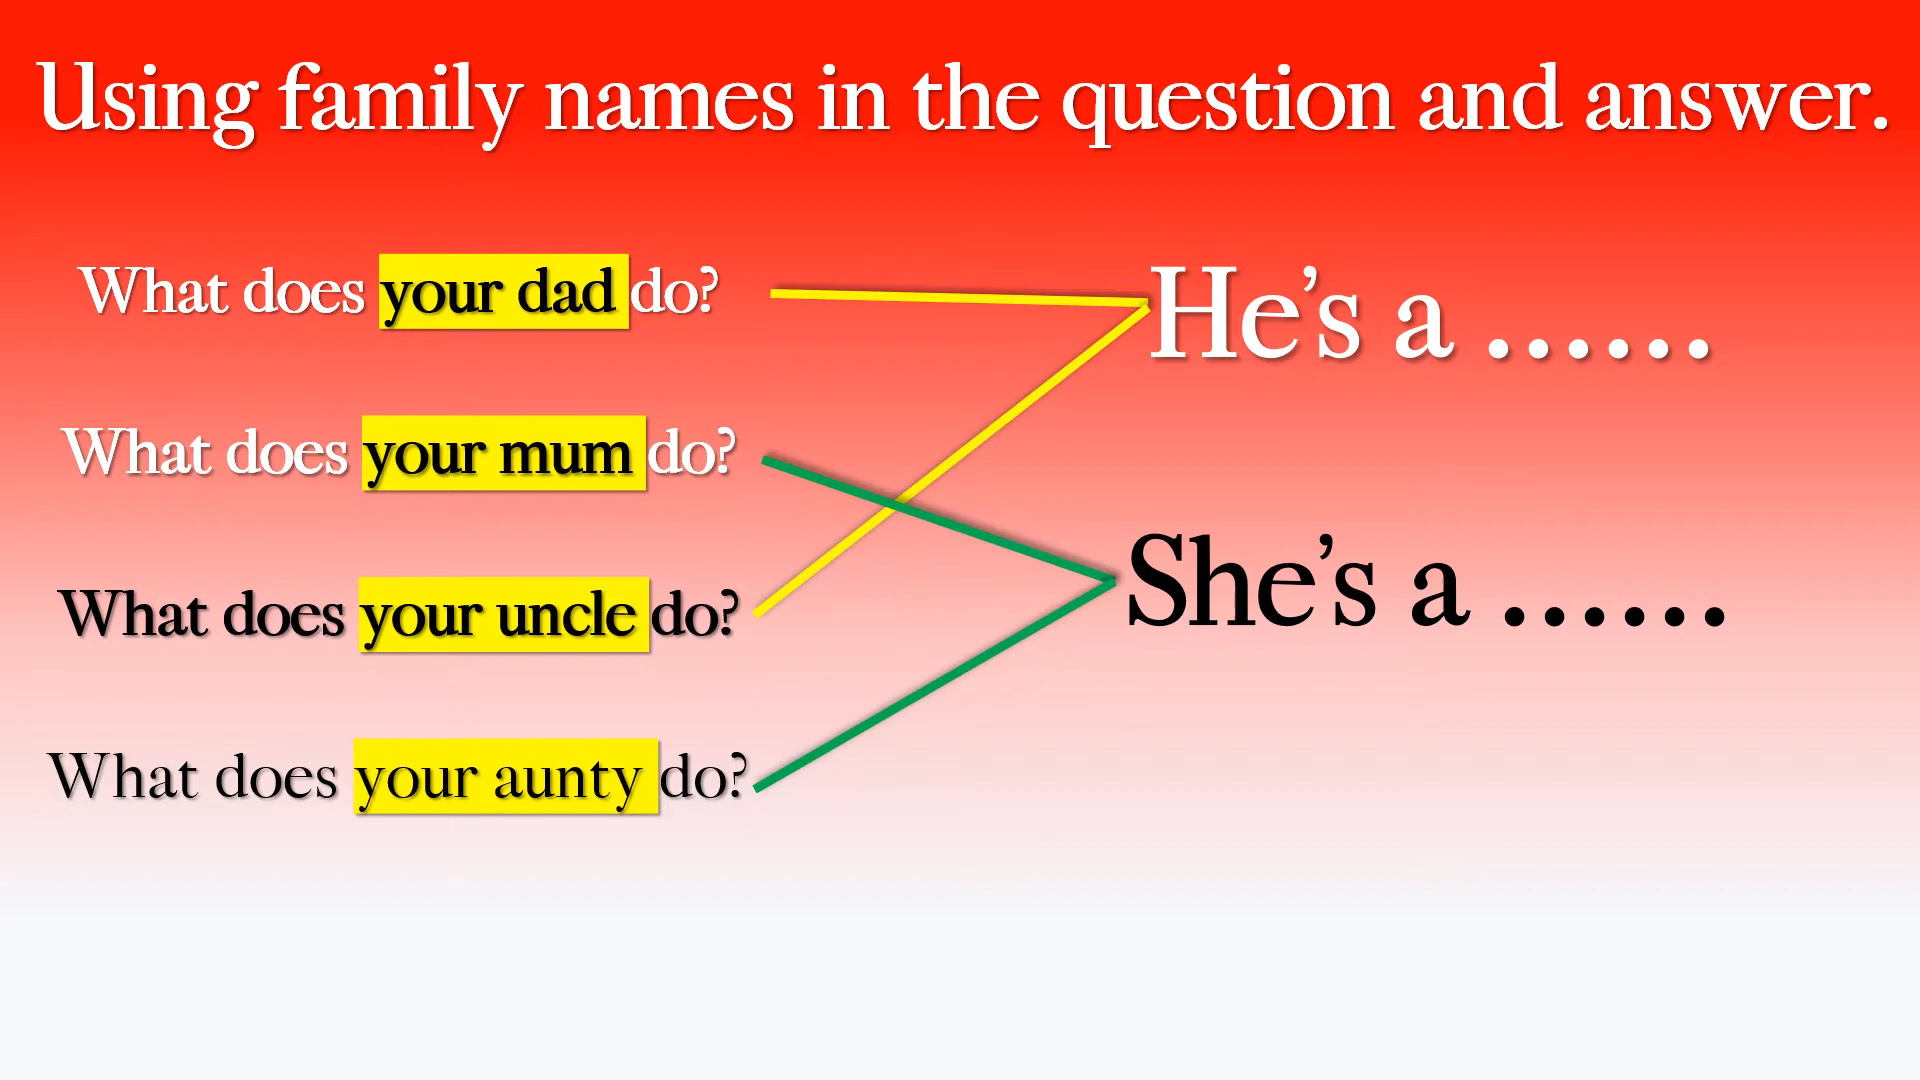 Using family names in the question and answer.
What does your dad do?
What does your mum do?
What does your uncle do?
What does your aunty do?
He’s a ......
She’s a ......